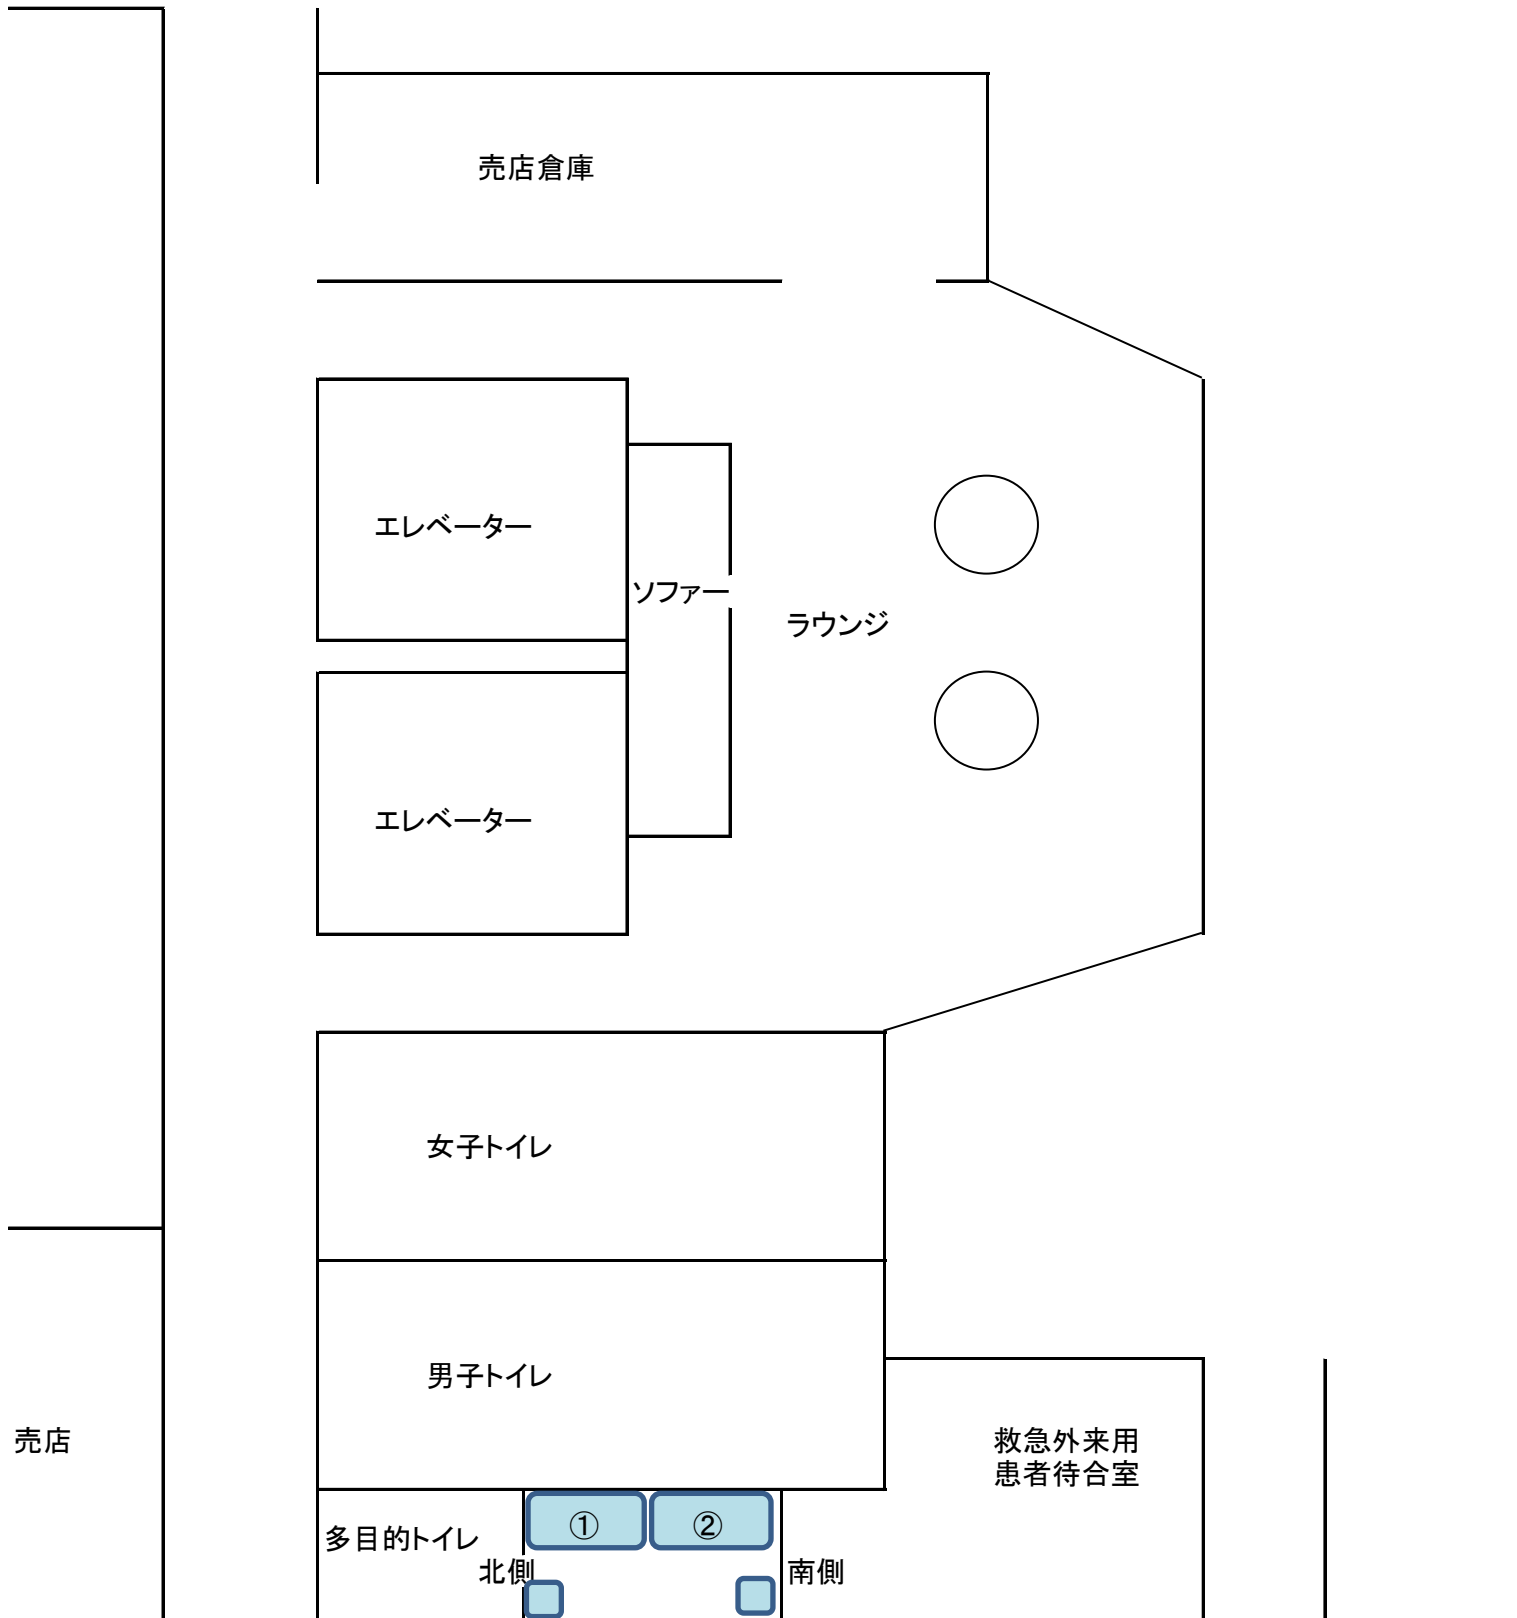 売店倉庫
エレベーター
ソファー
ラウンジ
エレベーター
女子トイレ
男子トイレ
売店
救急外来用
患者待合室
①
②
多目的トイレ
北側
南側